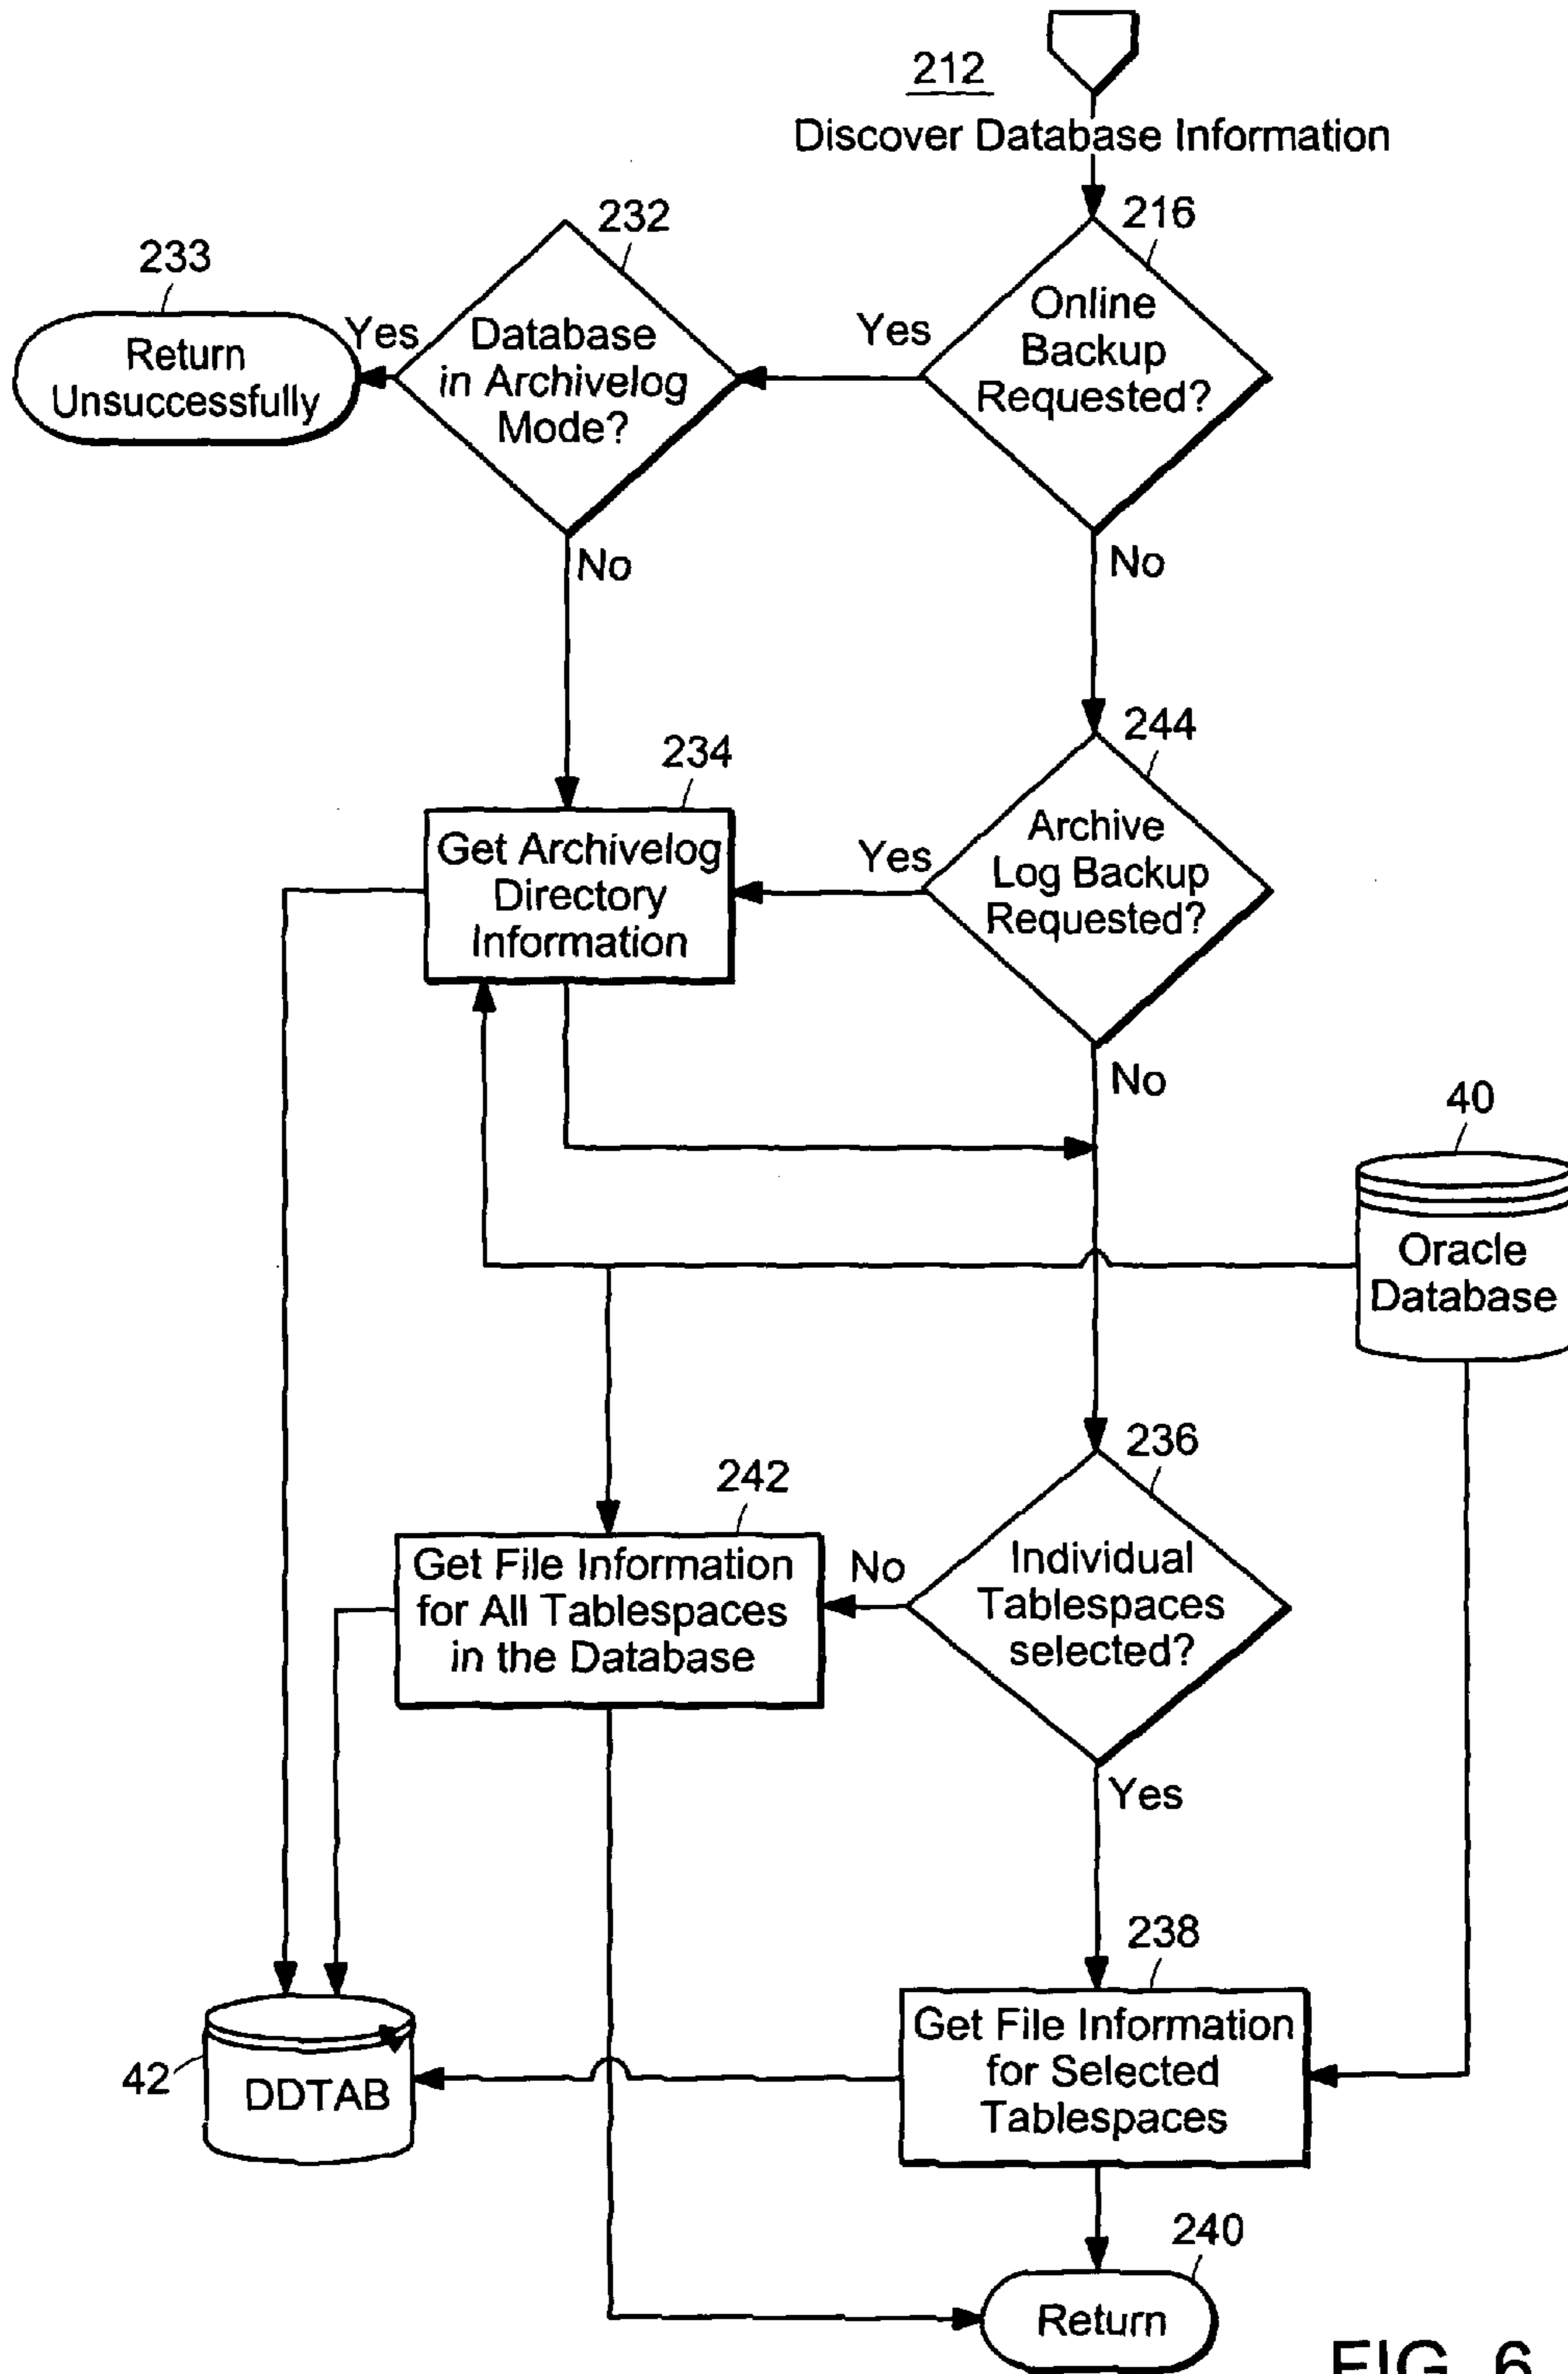 212
Discover Database Information
216
Online
Backup
Requested?
Yes
No
232
Database
in Archivelog
Mode?
Yes
No
233
Return
Unsuccessfully
244
Archive
Log Backup
Requested?
Yes
No
234
Get Archivelog
Directory
Information
40
Oracle
Database
236
Individual
Tablespaces
selected?
No
Yes
242
Get File Information
for All Tablespaces
in the Database
238
Get File Information
for Selected
Tablespaces
42
DDTAB
240
Return
FIG. 6